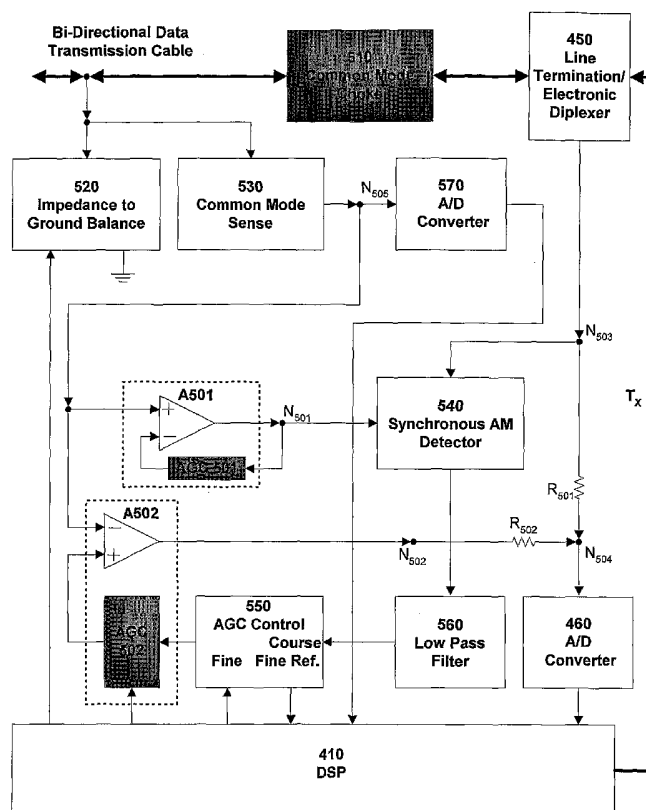 Bi-Directional Data
Transmission Cable
510
Common Mode
Choke
450
Line
Termination/
Electronic
Diplexer
520
Impedance to
Ground Balance
530
Common Mode
Sense
N505
570
A/D
Converter
N503
A501
+
−
N501
AGC 501
540
Synchronous AM
Detector
TX
R501
A502
−
+
N502
R502
N504
AGC
502
550
AGC Control
Course
Fine Fine Ref.
560
Low Pass
Filter
460
A/D
Converter
410
DSP